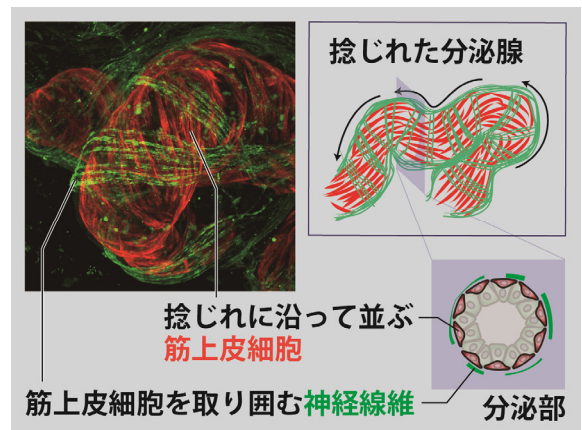 捻じれた分泌腺
捻じれに沿って並ぶ
筋上皮細胞
筋上皮細胞を取り囲む神経線維
分泌部